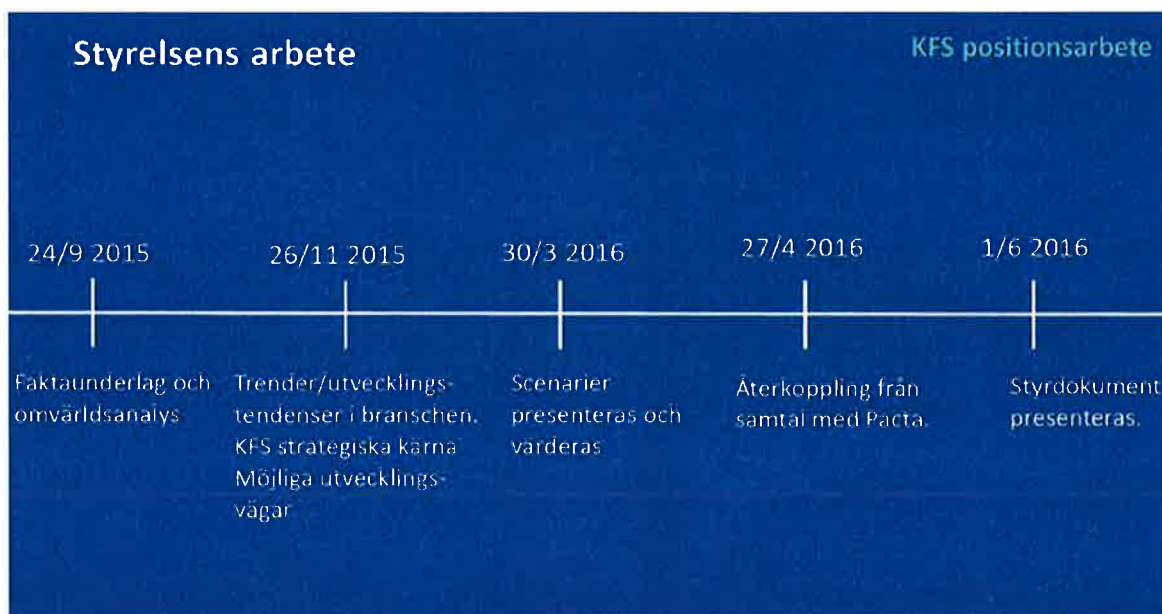 Styrelsens arbete
KFS positionsarbete
24/9 2015
26/11 2015
30/3 2016
27/4 2016
1/6 2016
Faktaunderlag och
omvärldsanalys
Trender/utvecklings-
tendenser i branschen.
KFS strategiska kärna
Möjliga utvecklings-
vägar
Scenarier
presenteras och
värderas
Återkoppling från
samtal med Pacta.
Styrdokument
presenteras.